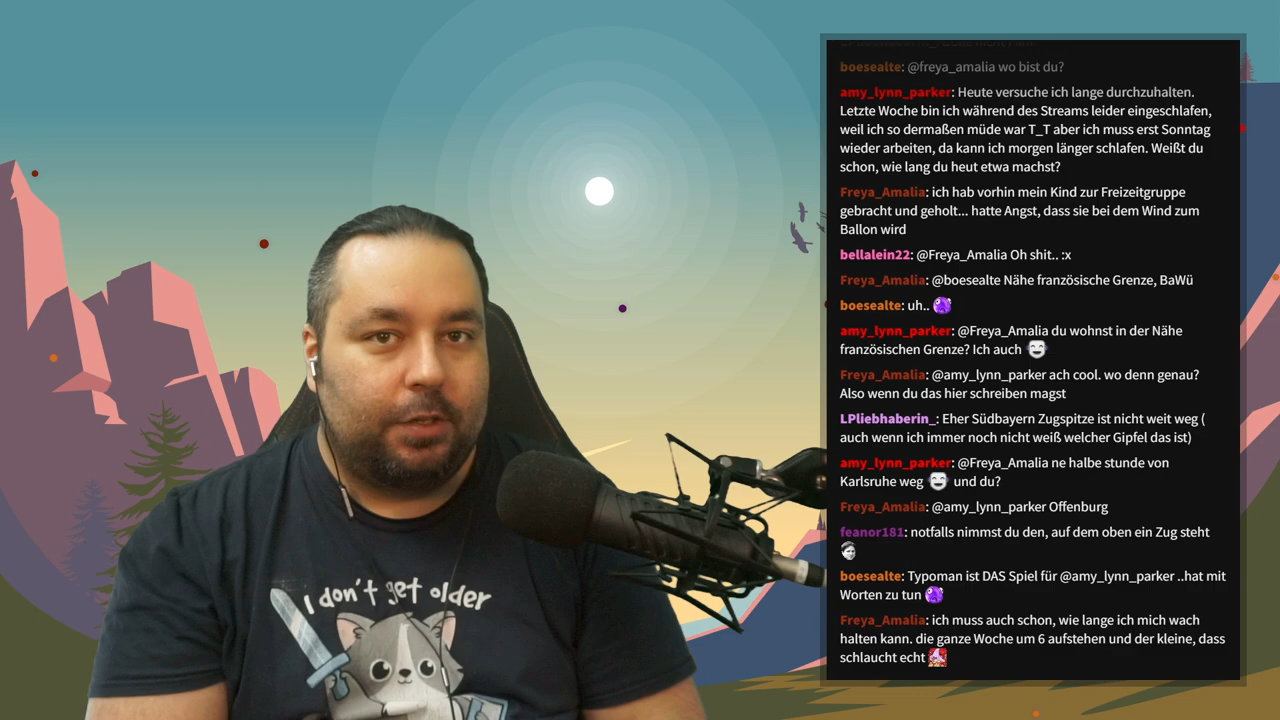 boesealte: @freya_amalia wo bist du?
amy_lynn_parker: Heute versuche ich lange durchzuhalten.
Letzte Woche bin ich während des Streams leider eingeschlafen,
weil ich so dermaßen müde war T_T aber ich muss erst Sonntag
wieder arbeiten, da kann ich morgen länger schlafen. Weißt du
schon, wie lang du heut etwa machst?
Freya_Amalia: ich hab vorhin mein Kind zur Freizeitgruppe
gebracht und geholt... hatte Angst, dass sie bei dem Wind zum
Ballon wird
bellalein22: @Freya_Amalia Oh shit.. :x
Freya_Amalia: @boesealte Nähe französische Grenze, BaWü
boesealte: uh..
amy_lynn_parker: @Freya_Amalia du wohnst in der Nähe
französischen Grenze? Ich auch
Freya_Amalia: @amy_lynn_parker ach cool. wo denn genau?
Also wenn du das hier schreiben magst
LPliebhaberin_: Eher Südbayern Zugspitze ist nicht weit weg (
auch wenn ich immer noch nicht weiß welcher Gipfel das ist)
amy_lynn_parker: @Freya_Amalia ne halbe stunde von
Karlsruhe weg und du?
Freya_Amalia: @amy_lynn_parker Offenburg
feanor181: notfalls nimmst du den, auf dem oben ein Zug steht
boesealte: Typoman ist DAS Spiel für @amy_lynn_parker ..hat mit
Worten zu tun
Freya_Amalia: ich muss auch schon, wie lange ich mich wach
halten kann. die ganze Woche um 6 aufstehen und der kleine, dass
schlaucht echt
I don't get older